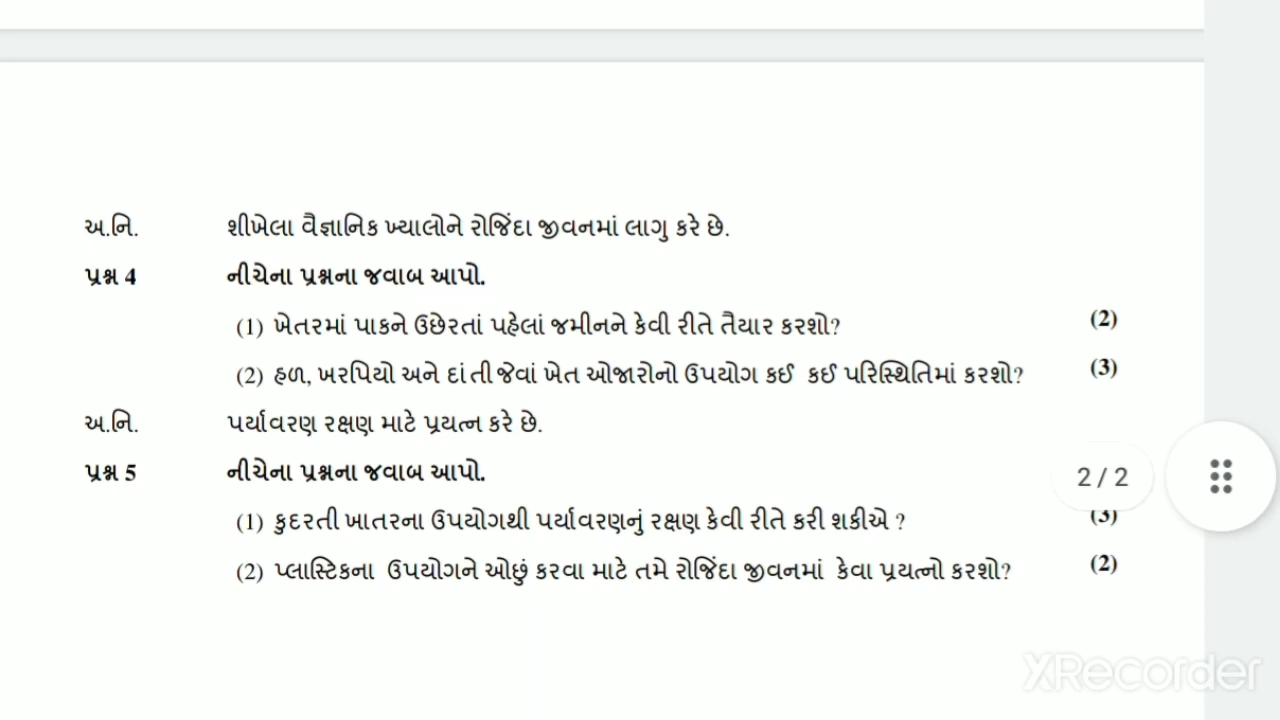 અ.નિ. શીખેલા વૈજ્ઞાનિક ખ્યાલોને રોજિંદા જીવનમાં લાગુ કરે છે.
પ્રશ્ન 4 નીચેના પ્રશ્નના જવાબ આપો.
(1) ખેતરમાં પાકને ઉછેરતાં પહેલાં જમીનને કેવી રીતે તૈયાર કરશો? (2)
(2) હળ, ખરપિયો અને દાંતી જેવાં ખેત ઓજારોનો ઉપયોગ કઈ કઈ પરિસ્થિતિમાં કરશો? (3)
અ.નિ. પર્યાવરણ રક્ષણ માટે પ્રયત્ન કરે છે.
પ્રશ્ન 5 નીચેના પ્રશ્નના જવાબ આપો.
2 / 2
(1) કુદરતી ખાતરના ઉપયોગથી પર્યાવરણનું રક્ષણ કેવી રીતે કરી શકીએ ? (3)
(2) પ્લાસ્ટિકના ઉપયોગને ઓછું કરવા માટે તમે રોજિંદા જીવનમાં કેવા પ્રયત્નો કરશો? (2)
XRecorder